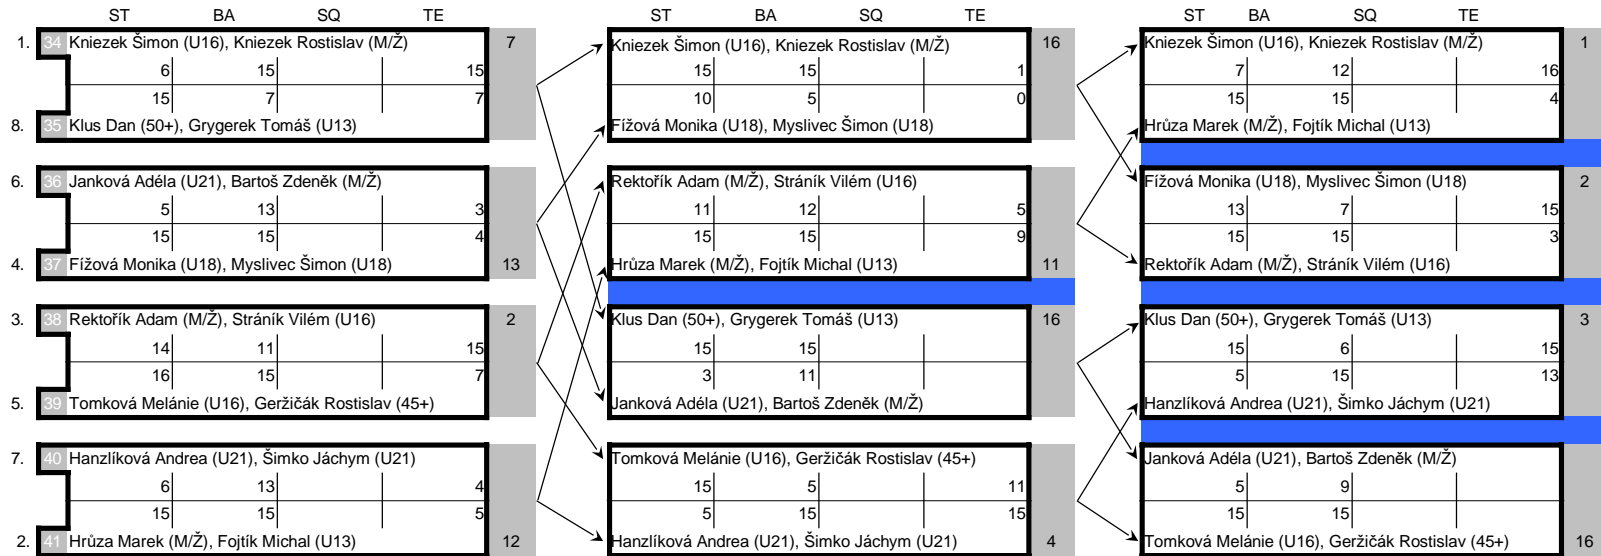 ST BA SQ TE ST BA SQ TE ST BA SQ TE
1. 34 Kniezek Šimon (U16), Kniezek Rostislav (M/Ž) 7 Kniezek Šimon (U16), Kniezek Rostislav (M/Ž) 16 Kniezek Šimon (U16), Kniezek Rostislav (M/Ž) 1
6 15 15 15 15 1 7 12 16
15 7 7 10 5 0 15 15 4
8. 35 Klus Dan (50+), Grygerek Tomáš (U13) Fížová Monika (U18), Myslivec Šimon (U18) Hrůza Marek (M/Ž), Fojtík Michal (U13)
6. 36 Janková Adéla (U21), Bartoš Zdeněk (M/Ž) Rektořík Adam (M/Ž), Stráník Vilém (U16) Fížová Monika (U18), Myslivec Šimon (U18) 2
5 13 3 11 12 5 13 7 15
15 15 4 15 15 9 15 15 3
4. 37 Fížová Monika (U18), Myslivec Šimon (U18) 13 Hrůza Marek (M/Ž), Fojtík Michal (U13) 11 Rektořík Adam (M/Ž), Stráník Vilém (U16)
3. 38 Rektořík Adam (M/Ž), Stráník Vilém (U16) 2 Klus Dan (50+), Grygerek Tomáš (U13) 16 Klus Dan (50+), Grygerek Tomáš (U13) 3
14 11 15 15 15 15 6 15
16 15 7 3 11 5 15 13
5. 39 Tomková Melánie (U16), Geržičák Rostislav (45+) Janková Adéla (U21), Bartoš Zdeněk (M/Ž) Hanzlíková Andrea (U21), Šimko Jáchym (U21)
7. 40 Hanzlíková Andrea (U21), Šimko Jáchym (U21) Tomková Melánie (U16), Geržičák Rostislav (45+) Janková Adéla (U21), Bartoš Zdeněk (M/Ž)
6 13 4 15 5 11 5 9
15 15 5 5 15 15 15 15
2. 41 Hrůza Marek (M/Ž), Fojtík Michal (U13) 12 Hanzlíková Andrea (U21), Šimko Jáchym (U21) 4 Tomková Melánie (U16), Geržičák Rostislav (45+) 16